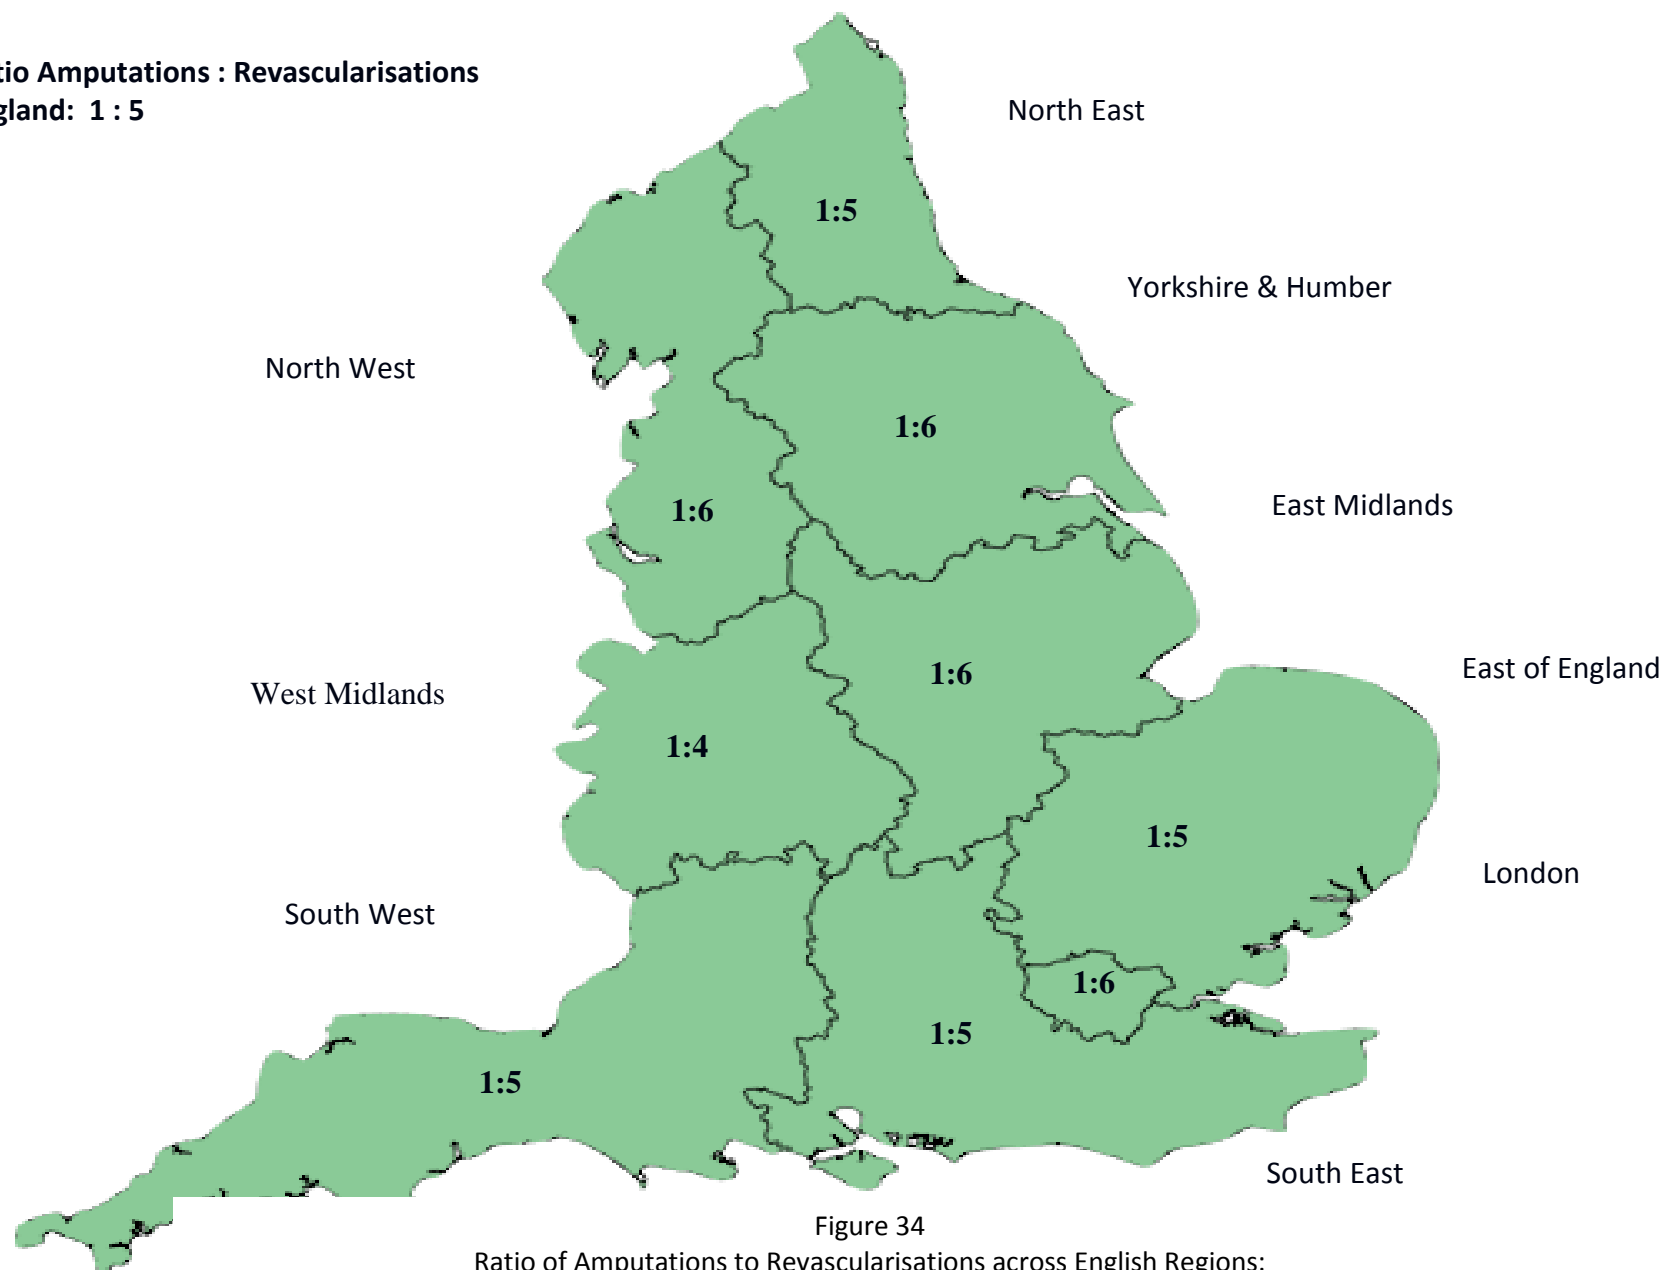 tio Amputations : Revascularisations
gland: 1 : 5
North East
1:5
Yorkshire & Humber
North West
1:6
1:6
East Midlands
East of England
1:6
West Midlands
1:4
1:5
London
South West
1:6
1:5
1:5
South East
Figure 34
Ratio of Amputations to Revascularisations across English Regions: